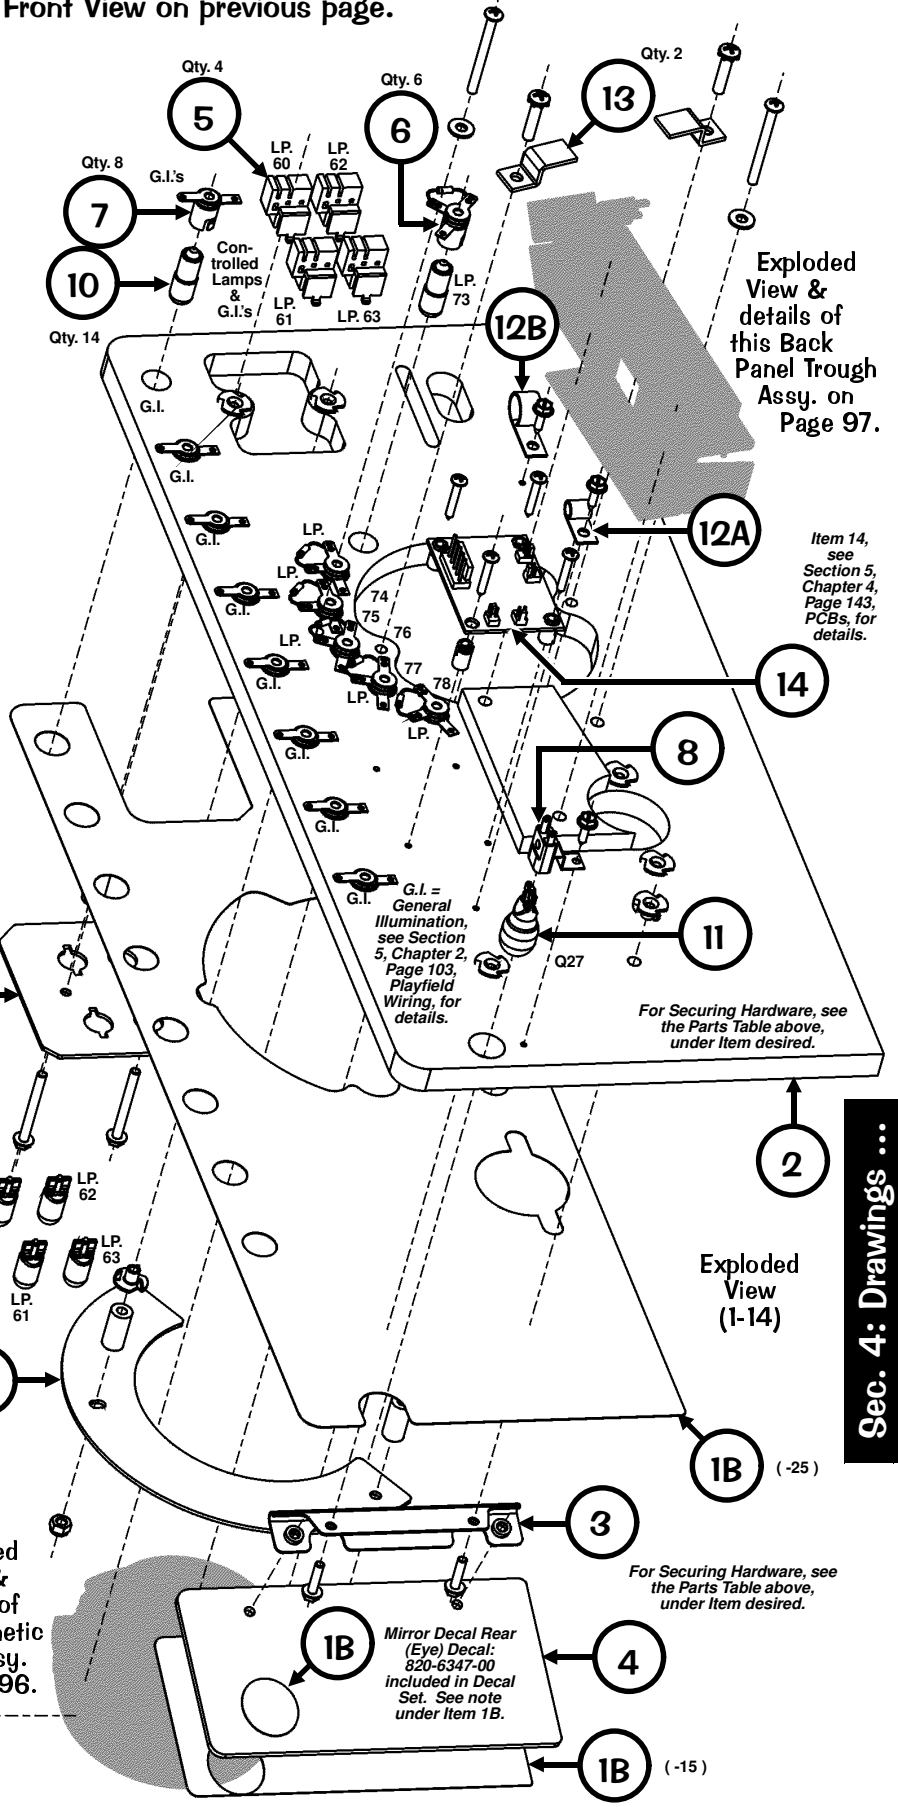 Front View on previous page.
Qty. 4
5
Qty. 6
6
Qty. 2
13
LP.
60
LP.
62
Qty. 8
7
G.I.'s
10
Con-
trolled
Lamps
&
G.I.'s
LP.
61
LP. 63
LP.
73
Qty. 14
12B
Exploded
View &
details of
this Back
Panel Trough
Assy. on
Page 97.
G.I.
G.I.
G.I.
G.I.
G.I.
G.I.
G.I.
G.I.
LP.
LP.
LP.
LP.
LP.
74
75
76
77
78
12A
Item 14,
see
Section 5,
Chapter 4,
Page 143,
PCBs, for
details.
14
8
11
Q27
G.I. =
General
Illumination,
see Section
5, Chapter 2,
Page 103,
Playfield
Wiring, for
details.
For Securing Hardware, see
the Parts Table above,
under Item desired.
2
LP.
62
LP.
63
LP.
61
Exploded
View
(1-14)
Sec. 4: Drawings ...
1B
( -25 )
3
For Securing Hardware, see
the Parts Table above,
under Item desired.
ed
&
of
netic
sy.
96.
1B
Mirror Decal Rear
(Eye) Decal:
820-6347-00
included in Decal
Set. See note
under Item 1B.
4
1B
( -15 )